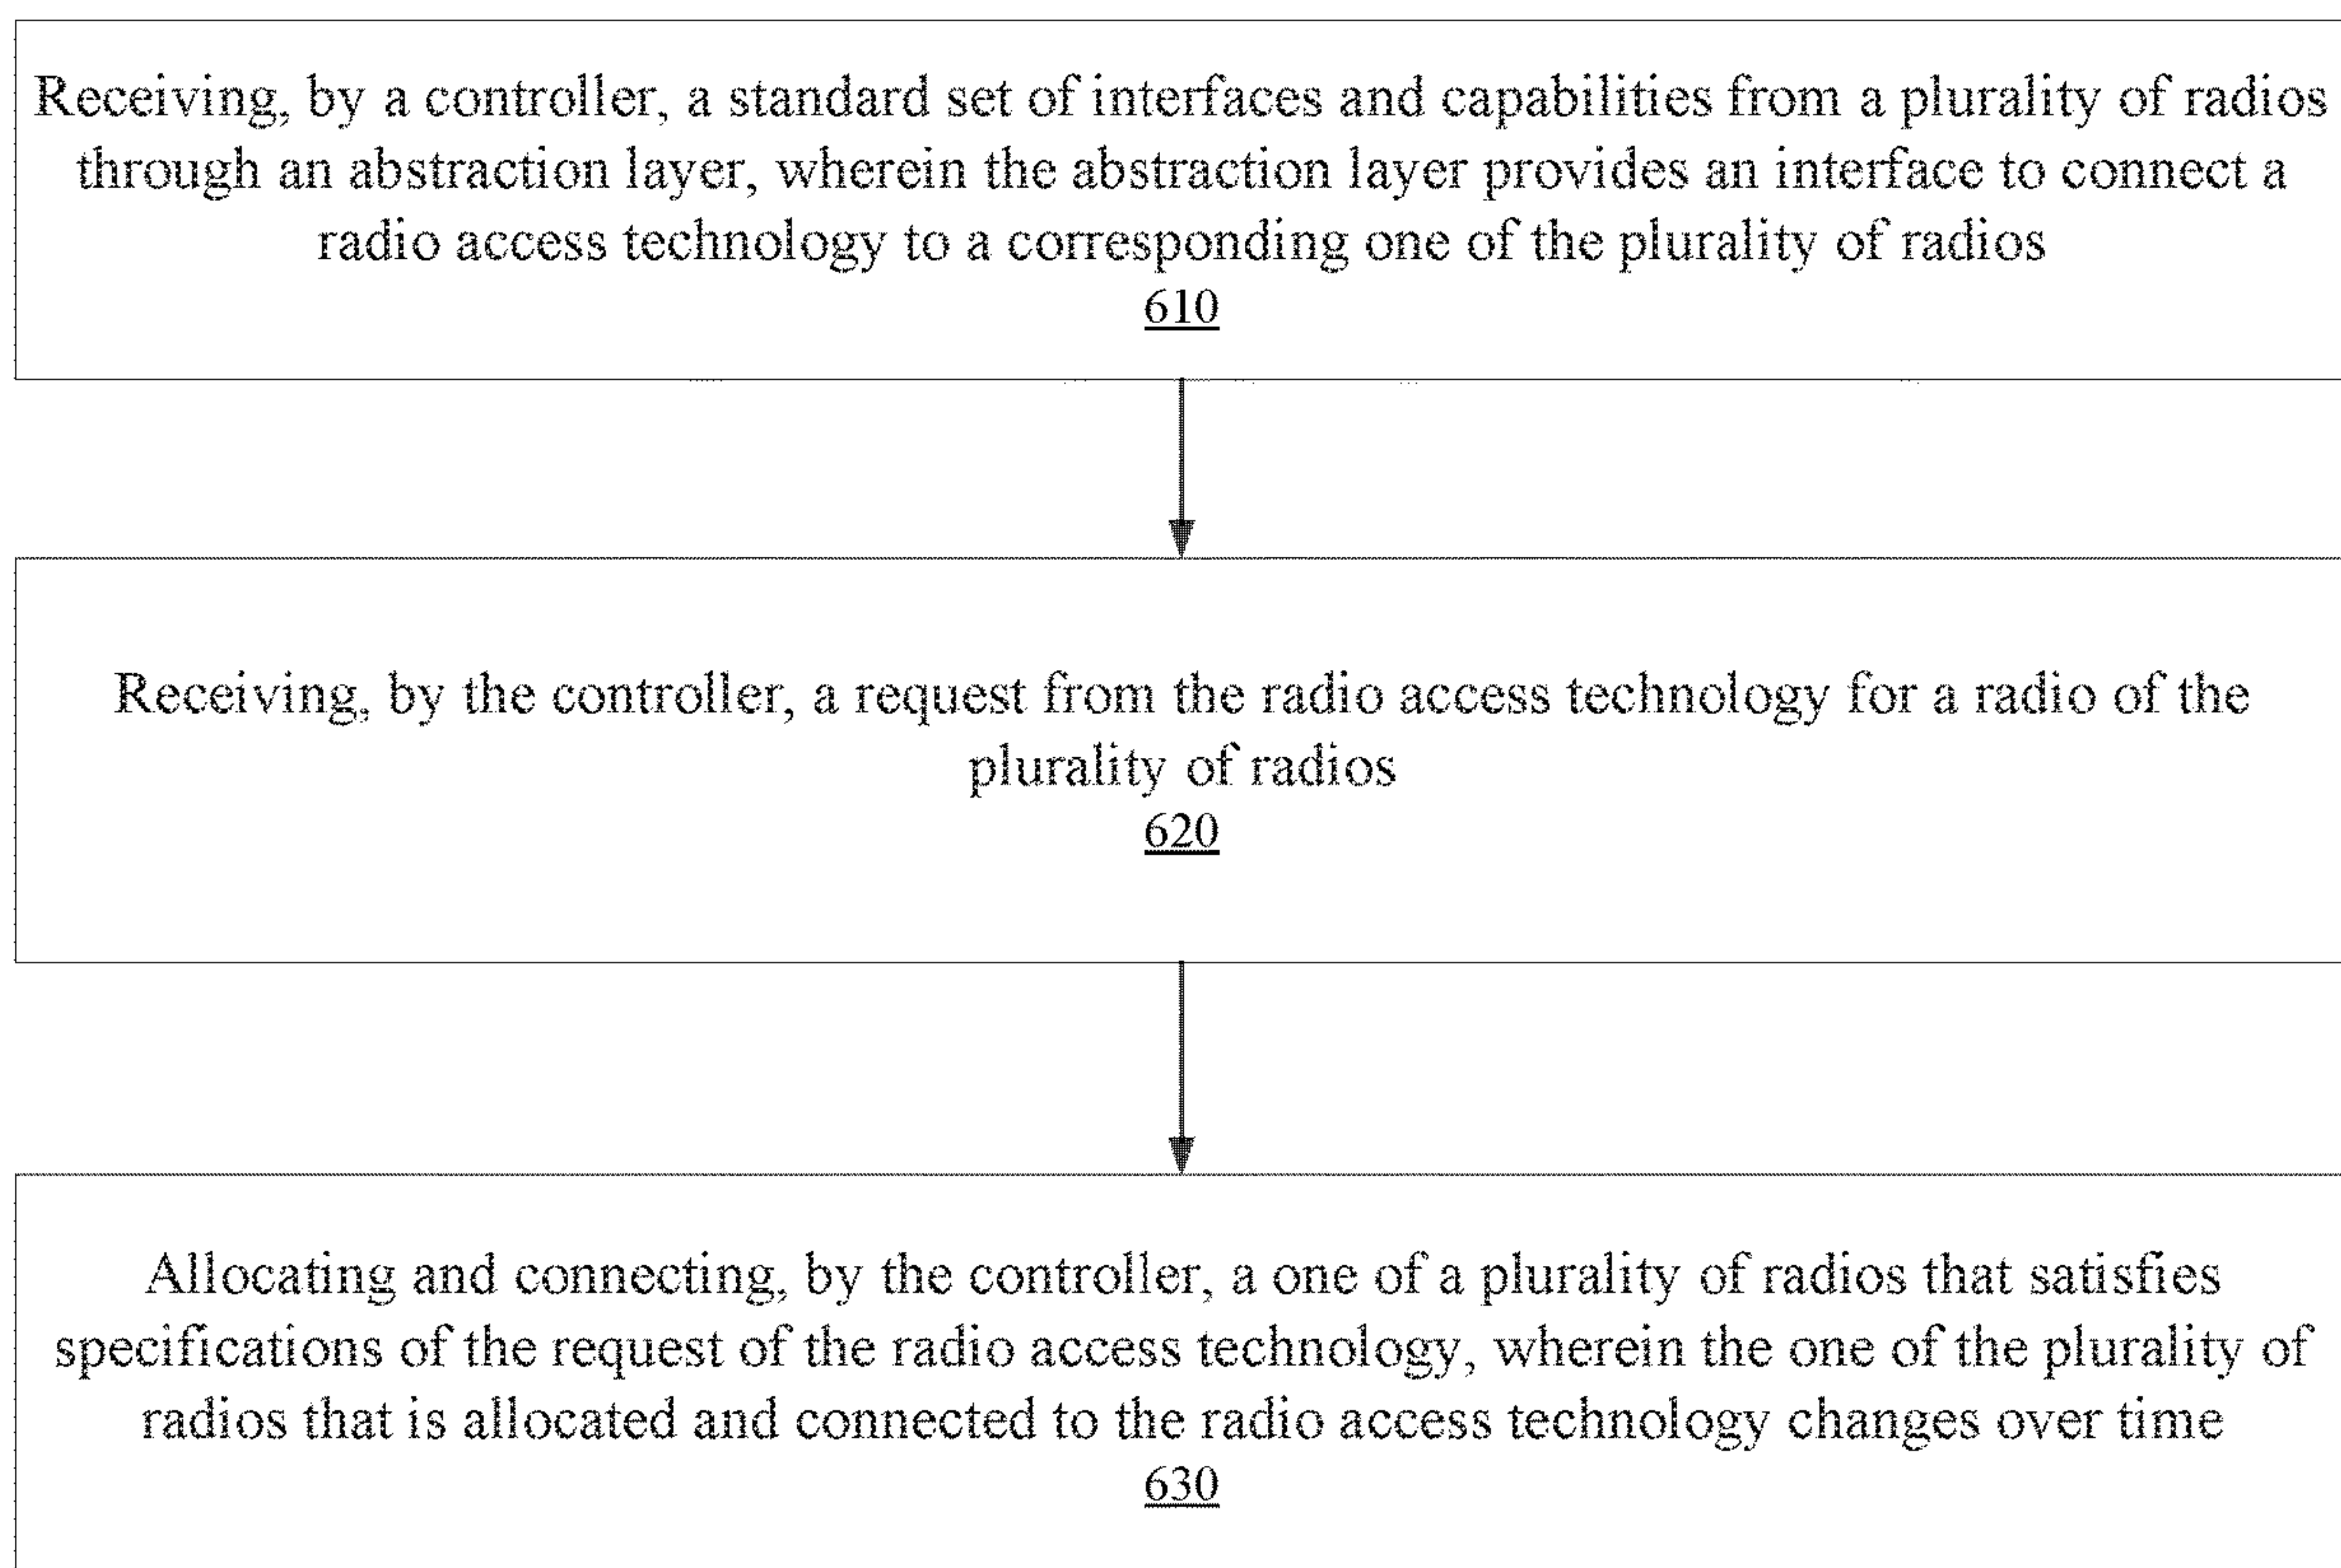 Receiving, by a controller, a standard set of interfaces and capabilities from a plurality of radios
through an abstraction layer, wherein the abstraction layer provides an interface to connect a
radio access technology to a corresponding one of the plurality of radios
610
Receiving, by the controller, a request from the radio access technology for a radio of the
plurality of radios
620
Allocating and connecting, by the controller, a one of a plurality of radios that satisfies
specifications of the request of the radio access technology, wherein the one of the plurality of
radios that is allocated and connected to the radio access technology changes over time
630